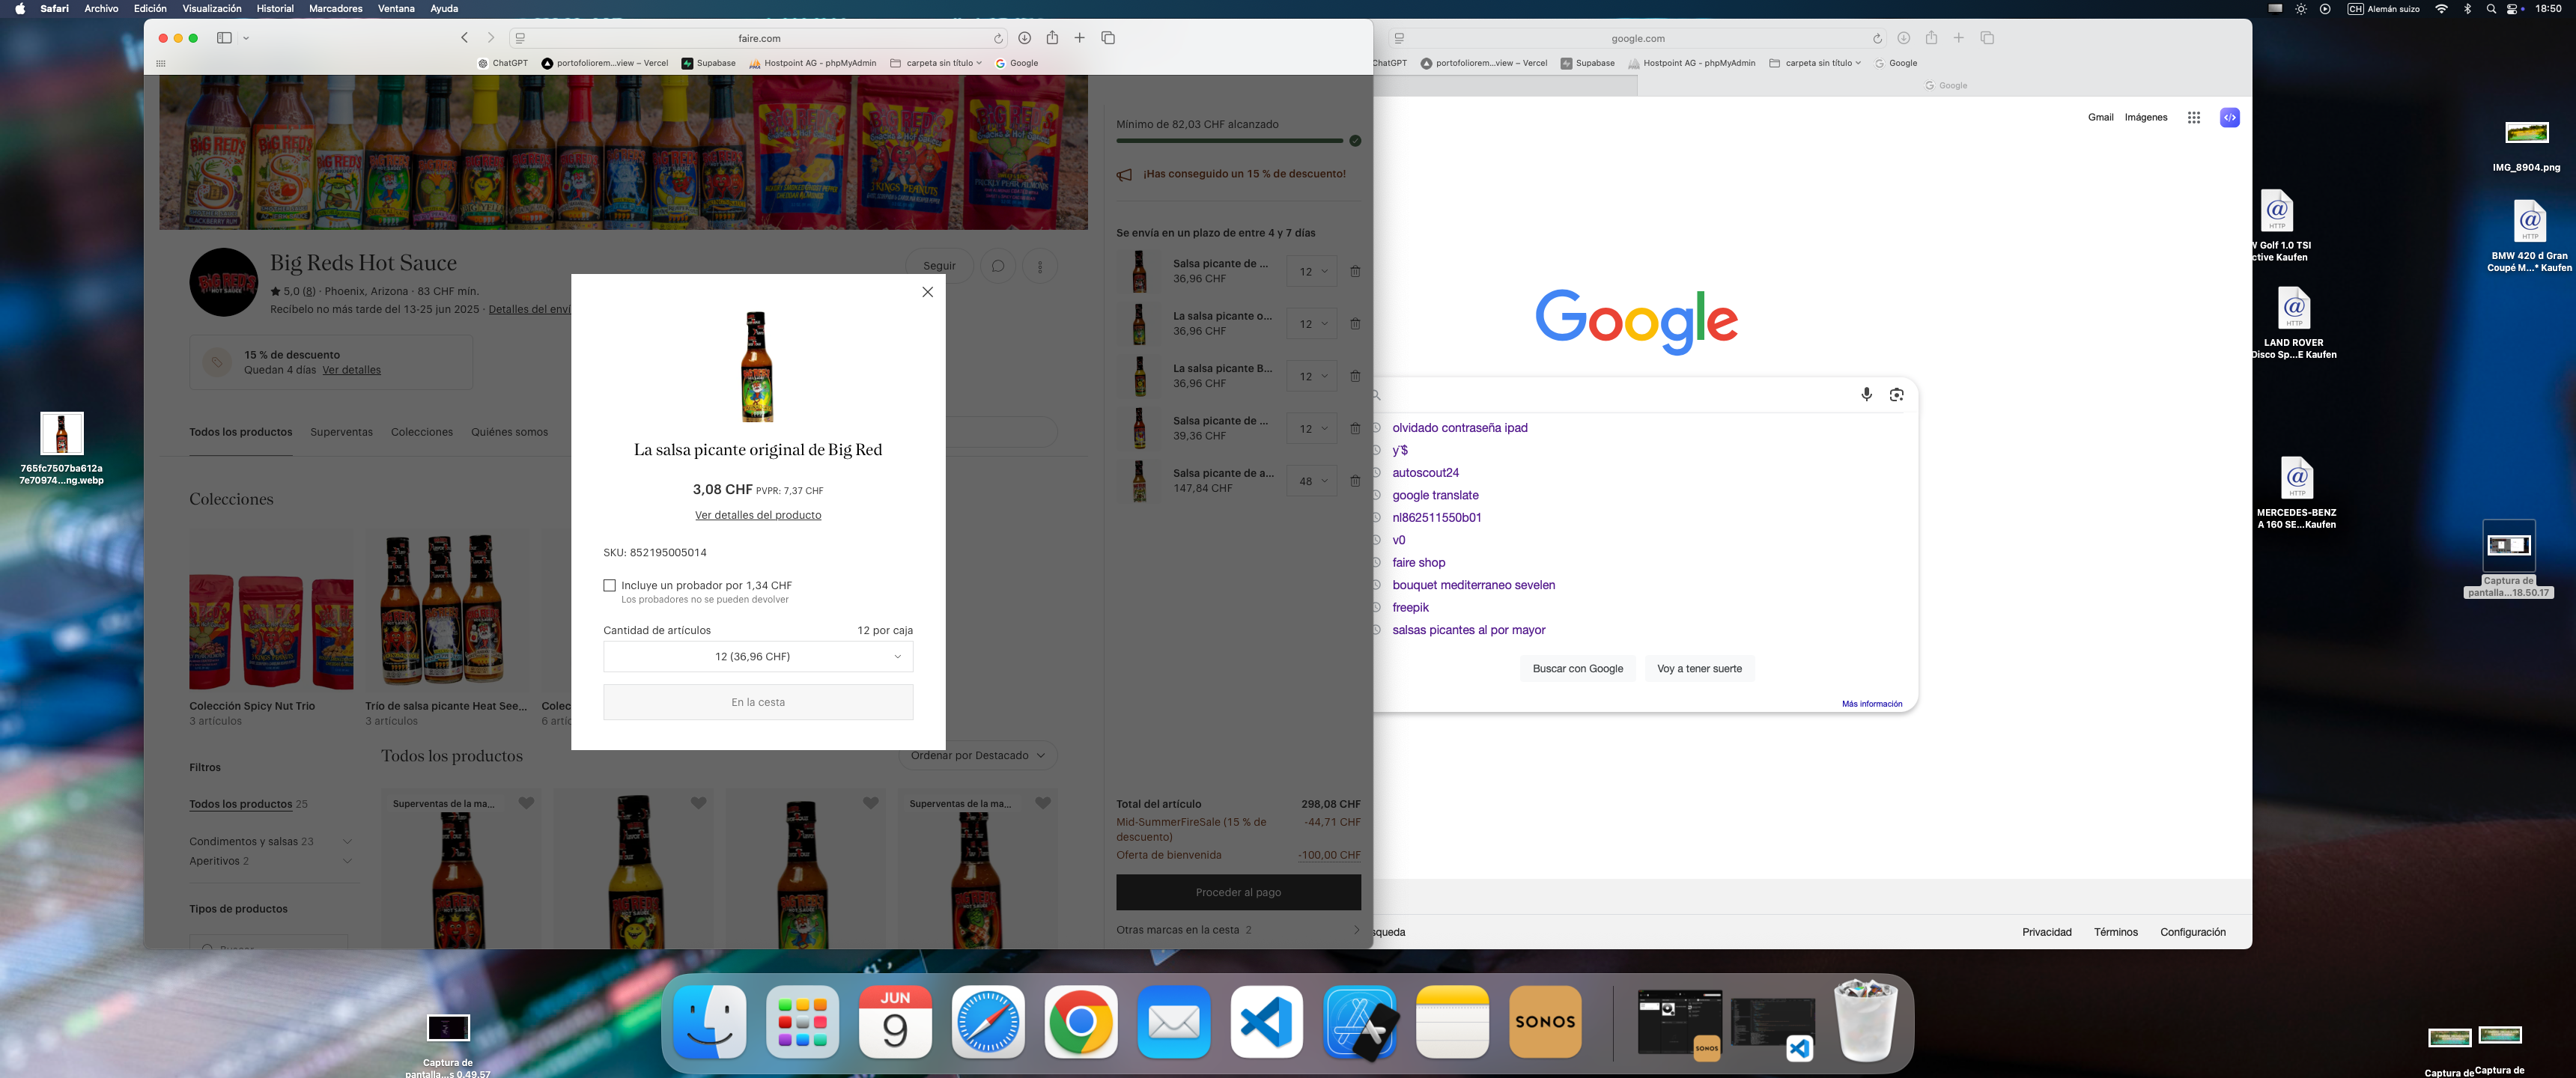 Safari Archivo Edición Visualización Historial Marcadores Ventana Ayuda
CH Alemán suizo 18:50
faire.com
ChatGPT portofoliorem...view – Vercel Supabase Hostpoint AG - phpMyAdmin carpeta sin título Google
BIG RED'S
Mínimo de 82,03 CHF alcanzado
¡Has conseguido un 15 % de descuento!
Se envía en un plazo de entre 4 y 7 días
Salsa picante de ...
36,96 CHF
12
La salsa picante o...
36,96 CHF
12
La salsa picante B...
36,96 CHF
12
Salsa picante de ...
39,36 CHF
12
Salsa picante de a...
147,84 CHF
48
Big Reds Hot Sauce
Seguir
5,0 (8) · Phoenix, Arizona · 83 CHF mín.
Recíbelo no más tarde del 13-25 jun 2025 · Detalles del enví
15 % de descuento
Quedan 4 días Ver detalles
Todos los productos Superventas Colecciones Quiénes somos
Colecciones
Colección Spicy Nut Trio
3 artículos
Trío de salsa picante Heat See...
3 artículos
Colec
6 artíc
Todos los productos
Ordenar por Destacado
Filtros
Todos los productos 25
Condimentos y salsas 23
Aperitivos 2
Tipos de productos
Superventas de la ma...
Superventas de la ma...
La salsa picante original de Big Red
3,08 CHF PVPR: 7,37 CHF
Ver detalles del producto
SKU: 852195005014
Incluye un probador por 1,34 CHF
Los probadores no se pueden devolver
Cantidad de artículos 12 por caja
12 (36,96 CHF)
En la cesta
Total del artículo 298,08 CHF
Mid-SummerFireSale (15 % de
descuento) -44,71 CHF
Oferta de bienvenida -100,00 CHF
Proceder al pago
Otras marcas en la cesta 2
google.com
ChatGPT portofoliorem...view – Vercel Supabase Hostpoint AG - phpMyAdmin carpeta sin título Google
Google
Gmail Imágenes
Google
olvidado contraseña ipad
y¨$
autoscout24
google translate
nl862511550b01
v0
faire shop
bouquet mediterraneo sevelen
freepik
salsas picantes al por mayor
Buscar con Google Voy a tener suerte
Más información
squeda Privacidad Términos Configuración
IMG_8904.png
HTTP
W Golf 1.0 TSI
ctive Kaufen
HTTP
BMW 420 d Gran
Coupé M...* Kaufen
HTTP
LAND ROVER
Disco Sp...E Kaufen
HTTP
MERCEDES-BENZ
A 160 SE...Kaufen
Captura de
pantalla...18.50.17
765fc7507ba612a
7e70974...ng.webp
Captura de
pantalla...s 0.49.57
JUN
9
SONOS
SONOS
Captura de
Captura de